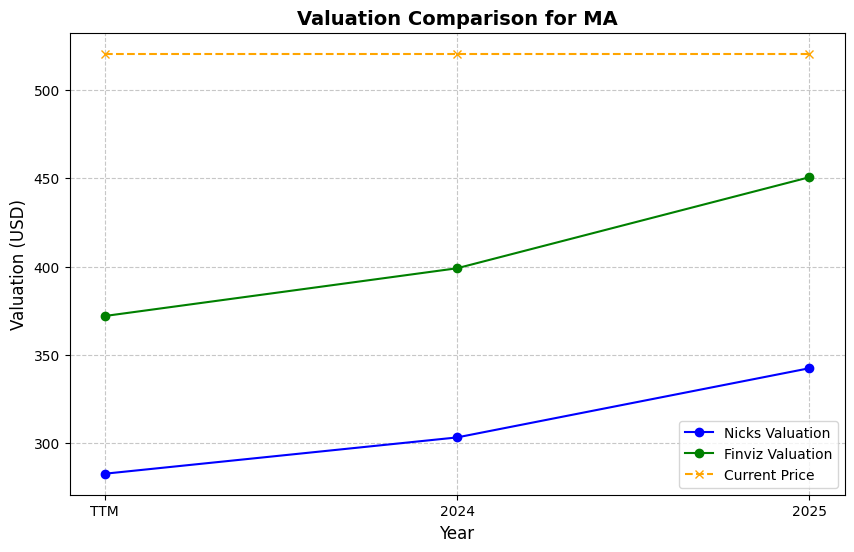 Valuation Comparison for MA
Valuation (USD)
500
450
400
350
300
TTM
2024
2025
Year
Nicks Valuation
Finviz Valuation
Current Price